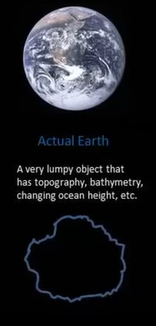 Actual Earth
A very lumpy object that
has topography, bathymetry,
changing ocean height, etc.